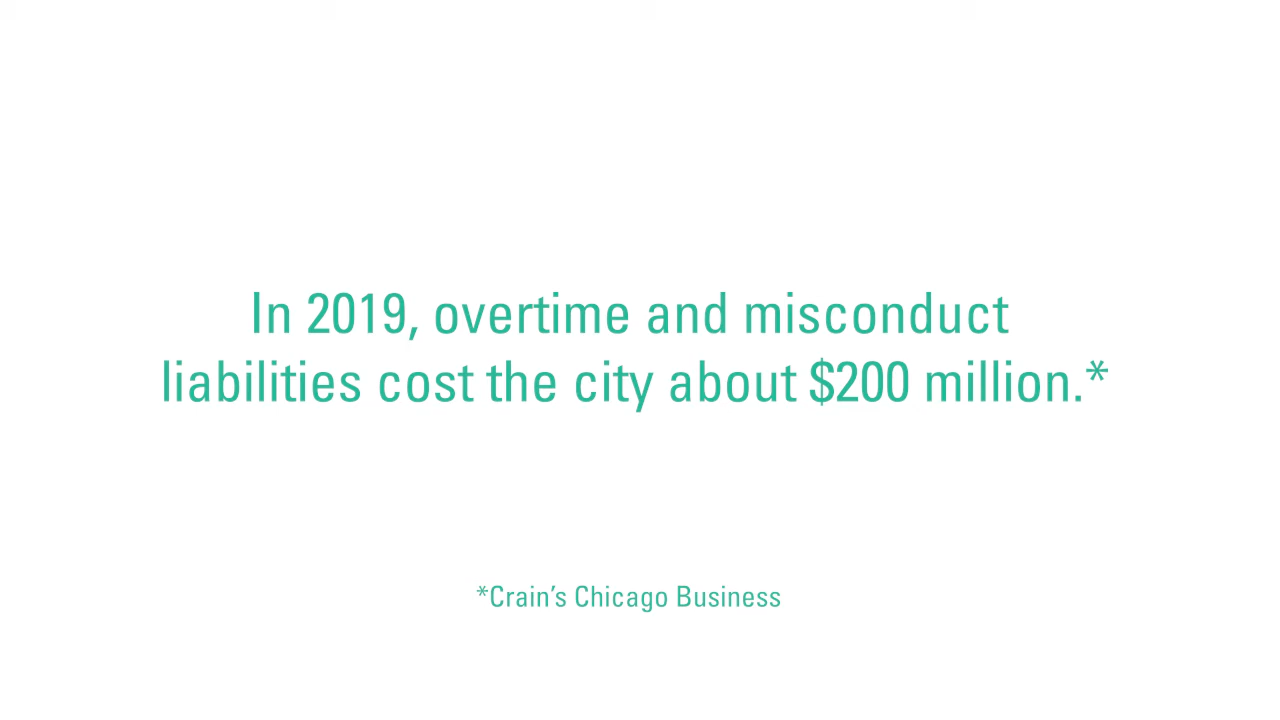 In 2019, overtime and misconduct
liabilities cost the city about $200 million.*
*Crain’s Chicago Business